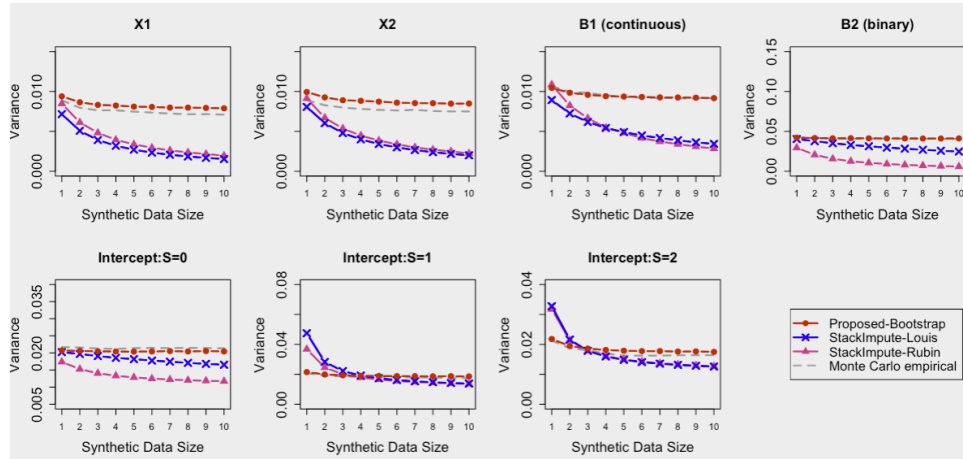 X1
X2
B1 (continuous)
B2 (binary)
Variance
0.000
0.010
1 2 3 4 5 6 7 8 9 10
Synthetic Data Size
Variance
0.000
0.010
1 2 3 4 5 6 7 8 9 10
Synthetic Data Size
Variance
0.000
0.010
1 2 3 4 5 6 7 8 9 10
Synthetic Data Size
Variance
0.00
0.05
0.10
0.15
1 2 3 4 5 6 7 8 9 10
Synthetic Data Size
Intercept:S=0
Intercept:S=1
Intercept:S=2
Variance
0.005
0.020
0.035
1 2 3 4 5 6 7 8 9 10
Synthetic Data Size
Variance
0.00
0.04
0.08
1 2 3 4 5 6 7 8 9 10
Synthetic Data Size
Variance
0.00
0.02
0.04
1 2 3 4 5 6 7 8 9 10
Synthetic Data Size
Proposed-Bootstrap
StackImpute-Louis
StackImpute-Rubin
Monte Carlo empirical